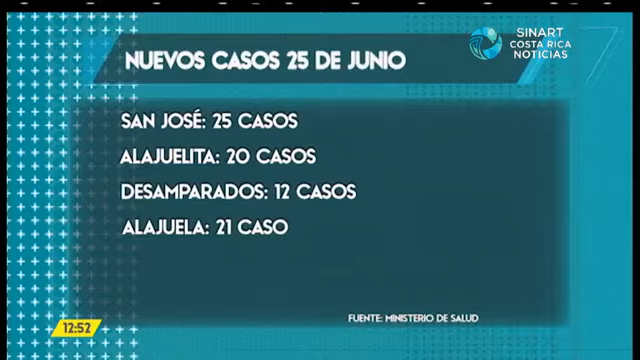 SINART
COSTA RICA
NOTICIAS
NUEVOS CASOS 25 DE JUNIO
SAN JOSÉ: 25 CASOS
ALAJUELITA: 20 CASOS
DESAMPARADOS: 12 CASOS
ALAJUELA: 21 CASO
FUENTE: MINISTERIO DE SALUD
12:52